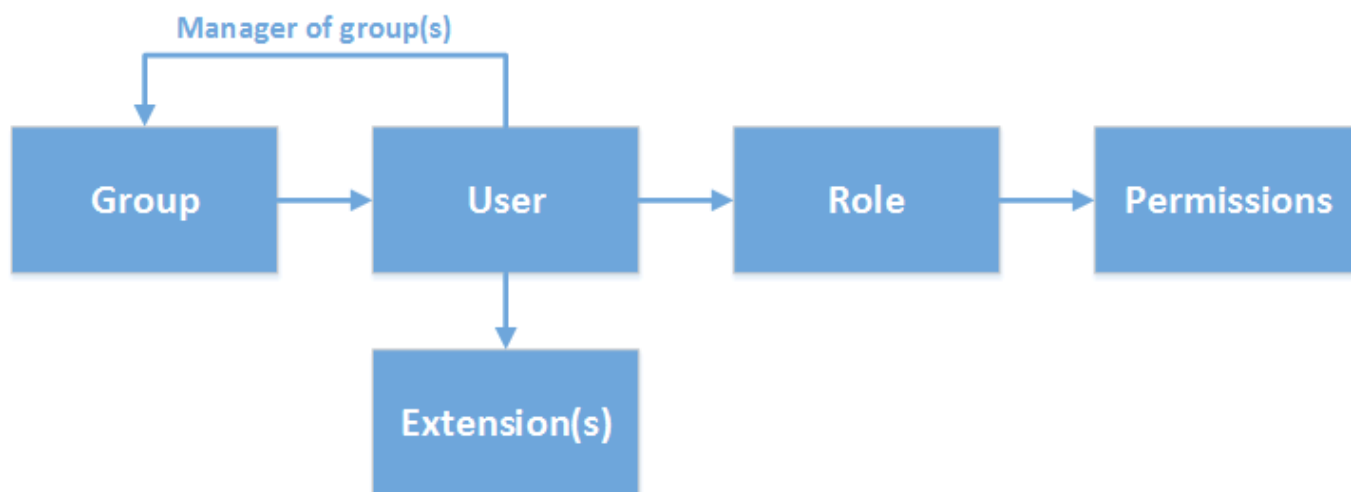 Manager of group(s)
Group
User
Role
Permissions
Extension(s)